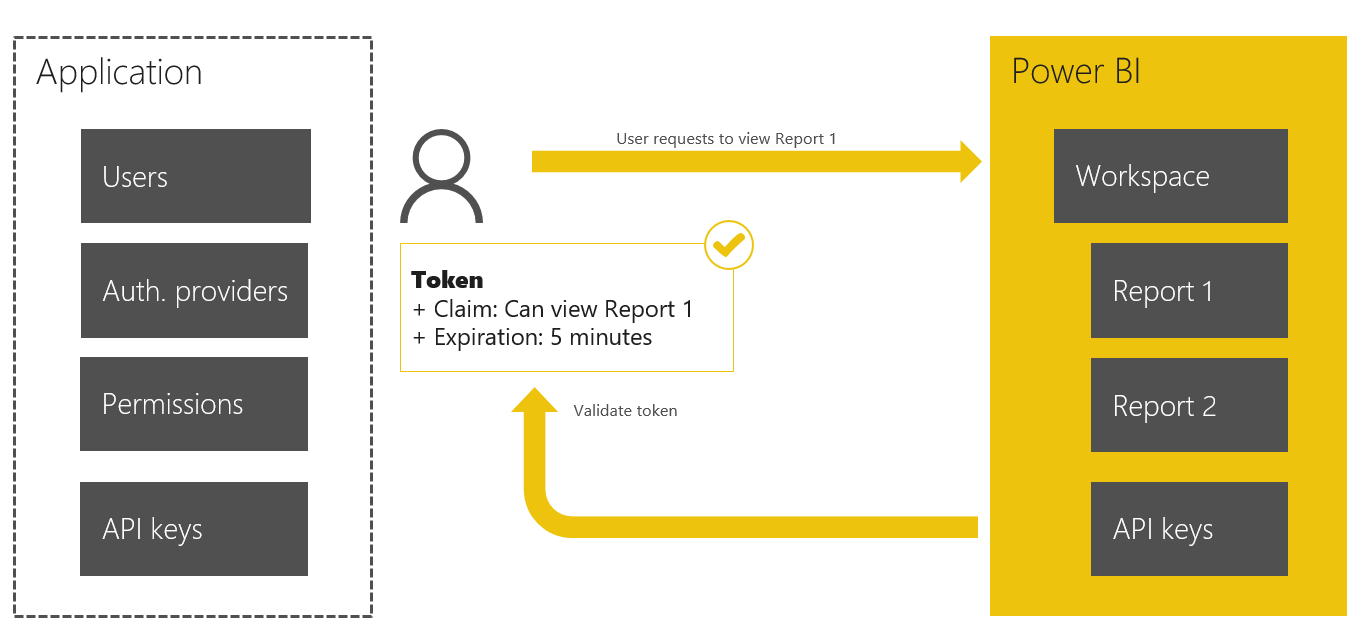 Application
Users
Auth. providers
Permissions
API keys
User requests to view Report 1
Token
+ Claim: Can view Report 1
+ Expiration: 5 minutes
Validate token
Power BI
Workspace
Report 1
Report 2
API keys